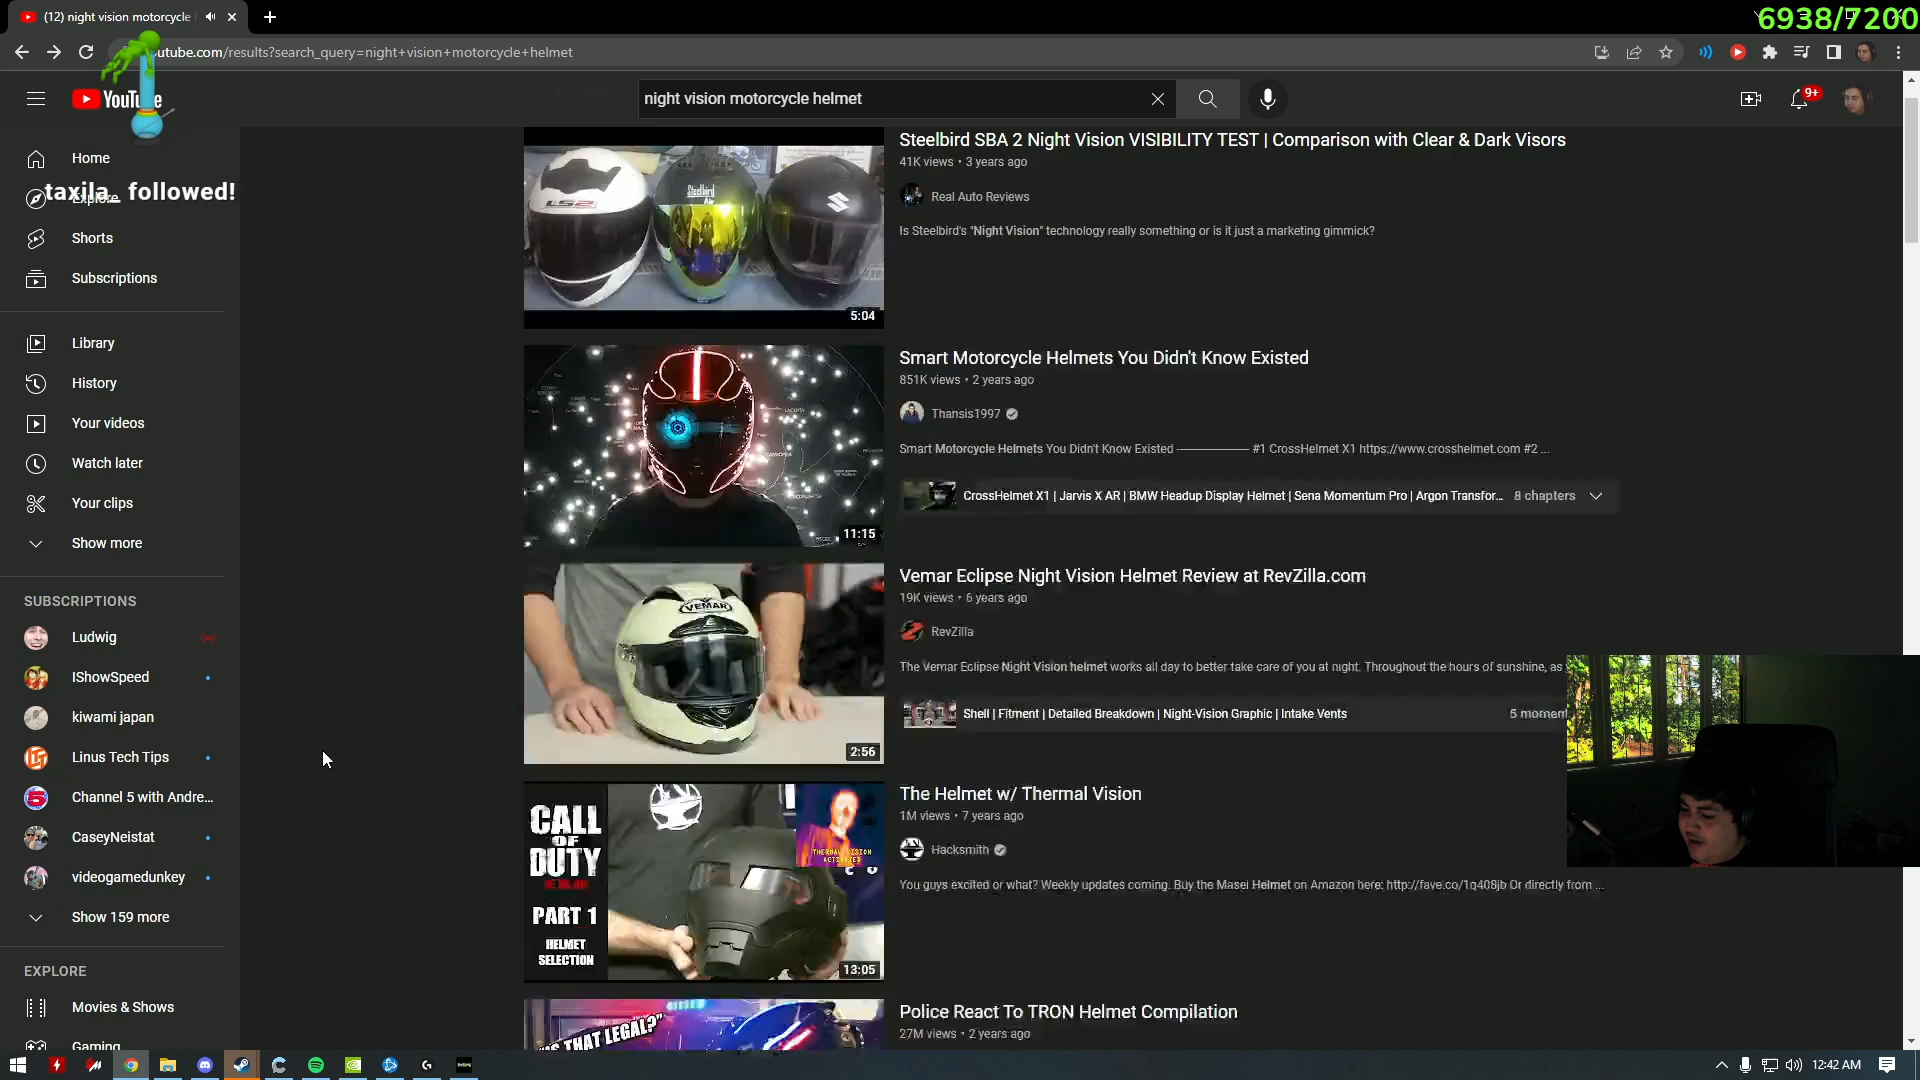 (12) night vision motorcycle
6938/7200
utube.com/results?search_query=night+vision+motorcycle+helmet
YouTube
night vision motorcycle helmet
9+
Home
Explore
taxila_ followed!
Shorts
Subscriptions
Library
History
Your videos
Watch later
Your clips
Show more
SUBSCRIPTIONS
Ludwig
IShowSpeed
kiwami japan
Linus Tech Tips
Channel 5 with Andre...
CaseyNeistat
videogamedunkey
Show 159 more
EXPLORE
Movies & Shows
Gaming
LS2
Steelbird
Air
5:04
Steelbird SBA 2 Night Vision VISIBILITY TEST | Comparison with Clear & Dark Visors
41K views • 3 years ago
Real Auto Reviews
Is Steelbird's "Night Vision" technology really something or is it just a marketing gimmick?
11:15
Smart Motorcycle Helmets You Didn't Know Existed
851K views • 2 years ago
Thansis1997
Smart Motorcycle Helmets You Didn't Know Existed —————— #1 CrossHelmet X1 https://www.crosshelmet.com #2 ...
CrossHelmet X1 | Jarvis X AR | BMW Headup Display Helmet | Sena Momentum Pro | Argon Transfor... 8 chapters
VEMAR
2:56
Vemar Eclipse Night Vision Helmet Review at RevZilla.com
19K views • 6 years ago
RevZilla
The Vemar Eclipse Night Vision helmet works all day to better take care of you at night. Throughout the hours of sunshine, as
Shell | Fitment | Detailed Breakdown | Night-Vision Graphic | Intake Vents 5 moment
CALL
OF
DUTY
PART 1
HELMET
SELECTION
THERMAL VISION
ACTIVATED
13:05
The Helmet w/ Thermal Vision
1M views • 7 years ago
Hacksmith
You guys excited or what? Weekly updates coming. Buy the Masei Helmet on Amazon here: http://fave.co/1q408jb Or directly from ...
IS THAT LEGAL?"
Police React To TRON Helmet Compilation
27M views • 2 years ago
12:42 AM